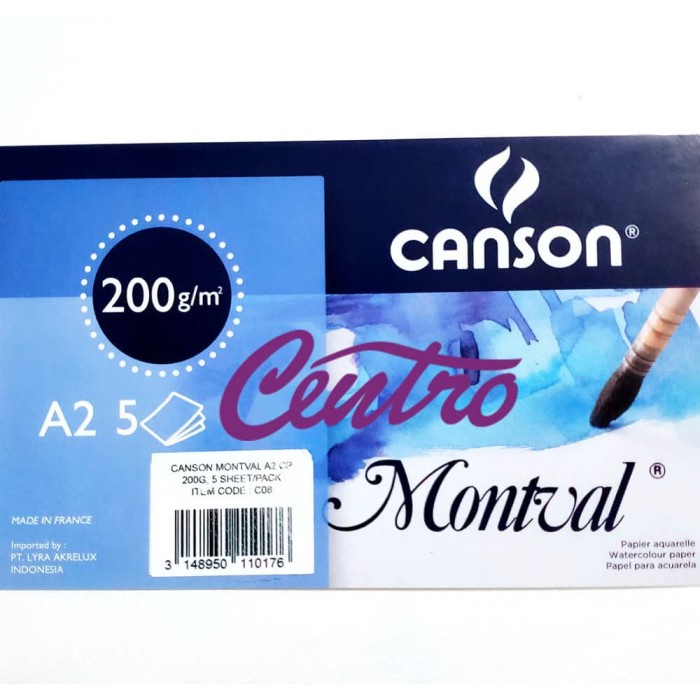 CANSON®
200g/m²
Centro
A2 5
CANSON MONTVAL A2 CP
200G, 5 SHEET/PACK
ITEM CODE : C08
3 148950 110176
MADE IN FRANCE
Imported by :
PT. LYRA AKRELUX
INDONESIA
Montval®
Papier aquarelle
Watercolour paper
Papel para acuarela